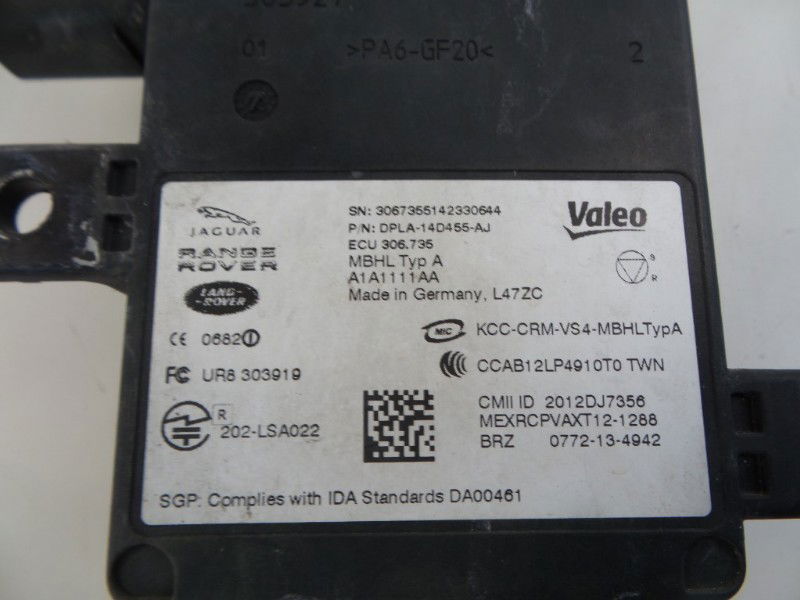 01 >PA6-GF20< 2
JAGUAR
RANGE
ROVER
LAND-
-ROVER
SN: 3067355142330644
P/N: DPLA-14D455-AJ
ECU 306.735
MBHL Typ A
A1A1111AA
Made in Germany, L47ZC
Valeo
9
R
CE 0682
FC UR8 303919
R
202-LSA022
MIC KCC-CRM-VS4-MBHLTypA
CCAB12LP4910T0 TWN
CMII ID 2012DJ7356
MEXRCPVAXT12-1288
BRZ 0772-13-4942
SGP: Complies with IDA Standards DA00461